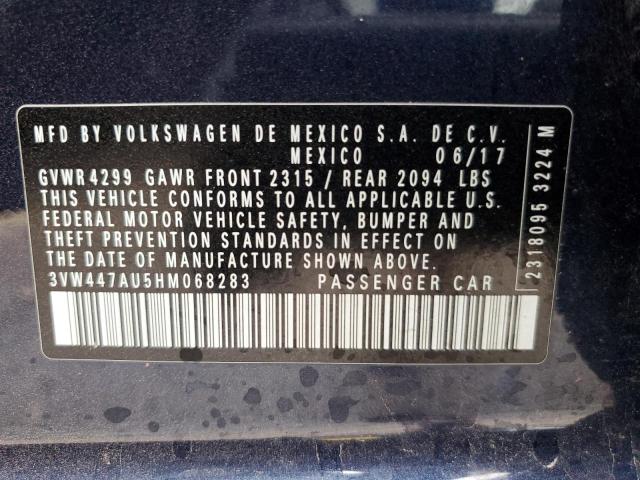 MFD BY VOLKSWAGEN DE MEXICO S.A. DE C.V.
MEXICO 06/17
GVWR 4299 GAWR FRONT 2315 / REAR 2094 LBS
THIS VEHICLE CONFORMS TO ALL APPLICABLE U.S.
FEDERAL MOTOR VEHICLE SAFETY, BUMPER AND
THEFT PREVENTION STANDARDS IN EFFECT ON
THE DATE OF MANUFACTURE SHOWN ABOVE.
3VW447AU5HM068283 PASSENGER CAR
2318095 3224 M